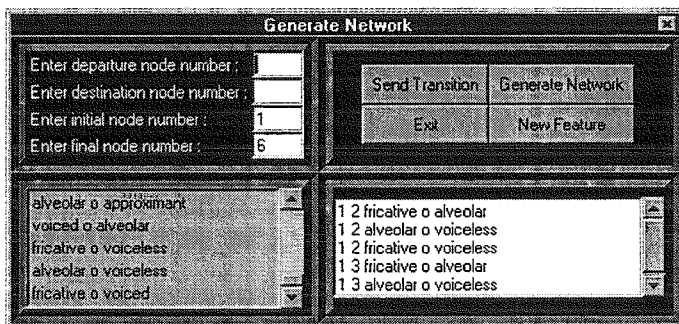 Generate Network
Enter departure node number :
Enter destination node number :
Enter initial node number : 1
Enter final node number : 6
Send Transition Generate Network
Exit New Feature
alveolar o approximant
voiced o alveolar
fricative o voiceless
alveolar o voiceless
fricative o voiced
1 2 fricative o alveolar
1 2 alveolar o voiceless
1 2 fricative o voiceless
1 3 fricative o alveolar
1 3 alveolar o voiceless